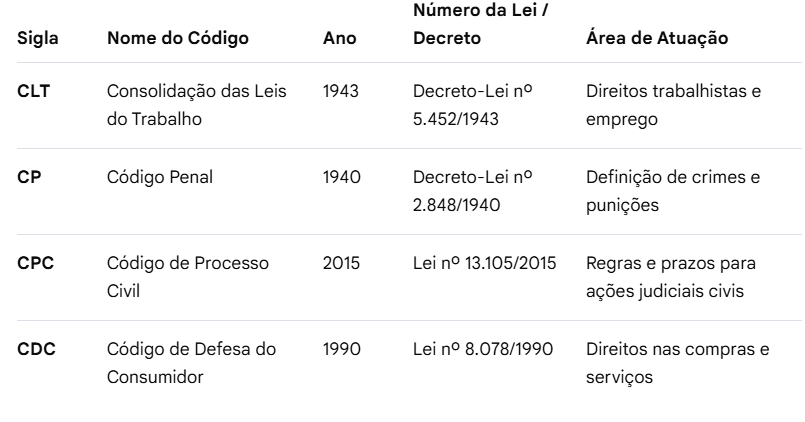 Sigla Nome do Código Ano Número da Lei / Decreto Área de Atuação
CLT Consolidação das Leis do Trabalho 1943 Decreto-Lei nº 5.452/1943 Direitos trabalhistas e emprego
CP Código Penal 1940 Decreto-Lei nº 2.848/1940 Definição de crimes e punições
CPC Código de Processo Civil 2015 Lei nº 13.105/2015 Regras e prazos para ações judiciais civis
CDC Código de Defesa do Consumidor 1990 Lei nº 8.078/1990 Direitos nas compras e serviços